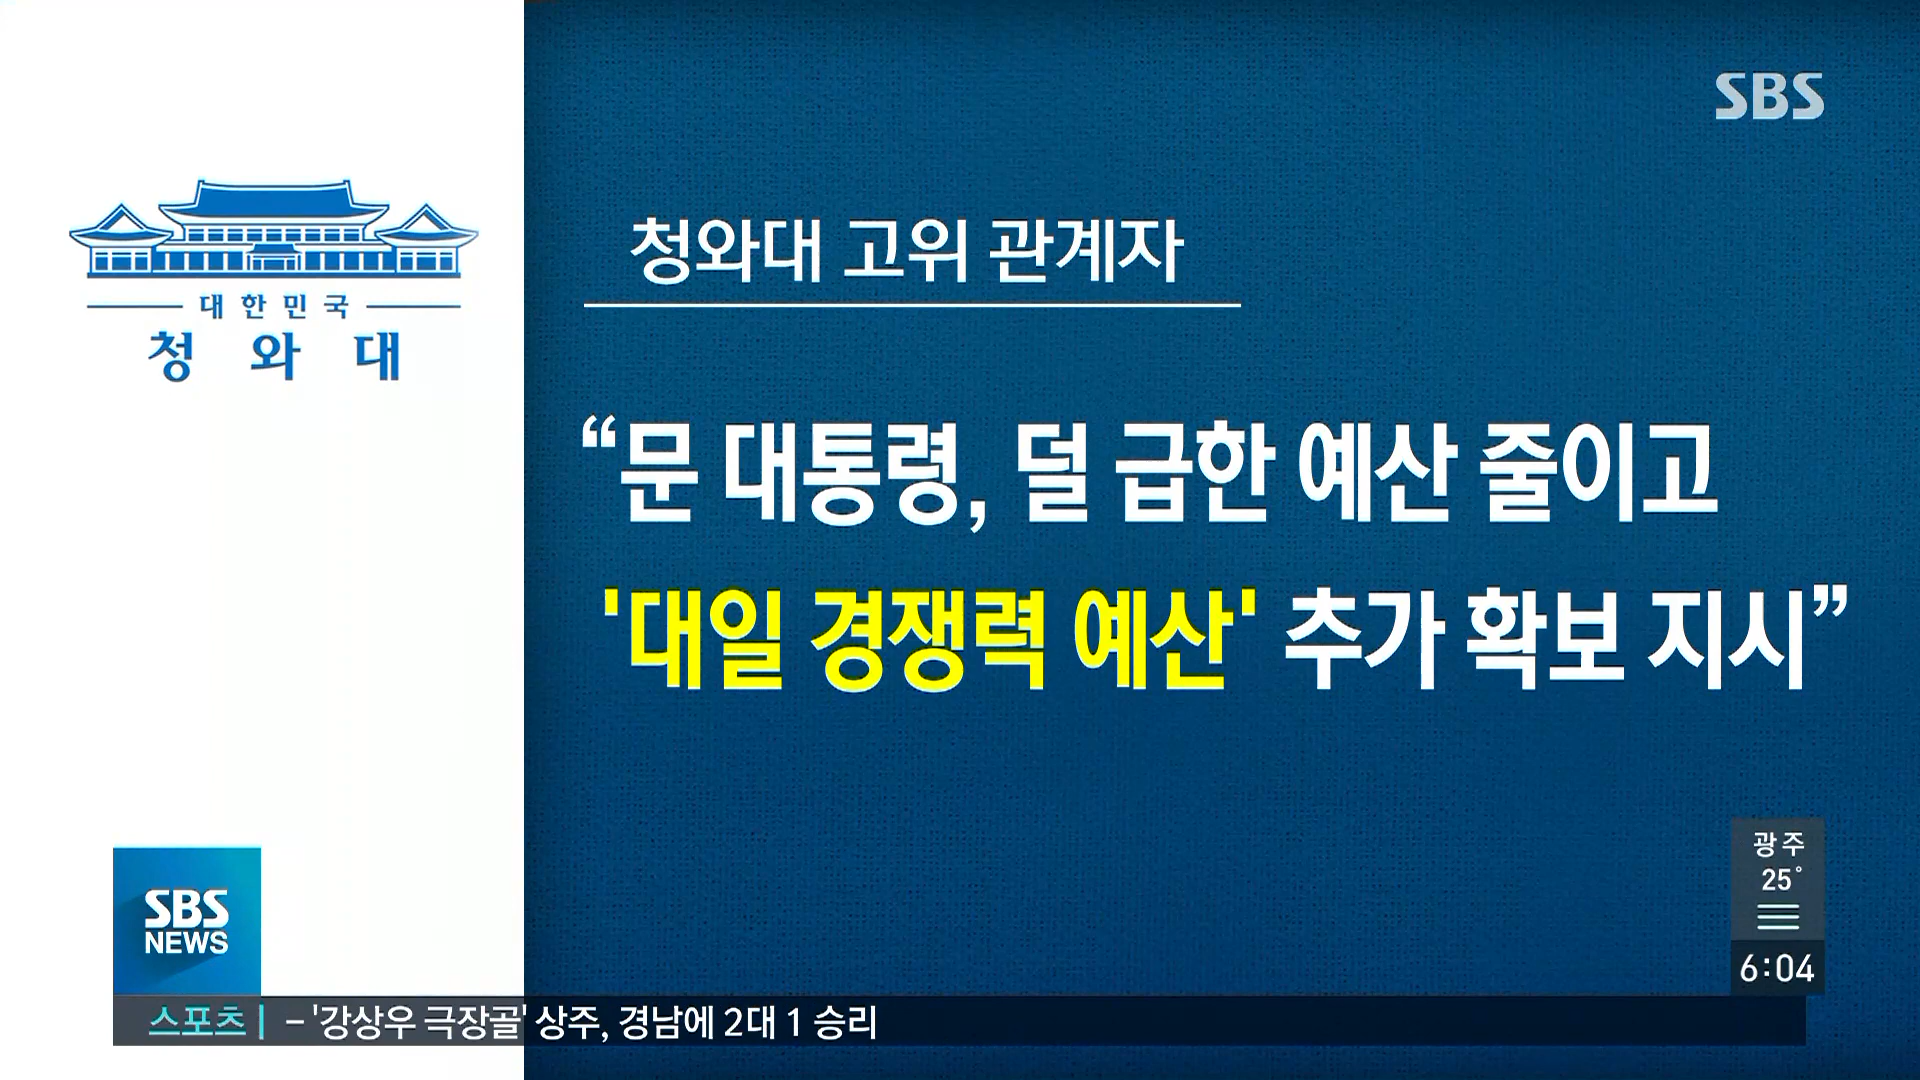 SBS
대한민국
청와대
청와대 고위 관계자
“문 대통령, 덜 급한 예산 줄이고
'대일 경쟁력 예산' 추가 확보 지시”
광주
25°
6:04
SBS
NEWS
스포츠 | - '강상우 극장골' 상주, 경남에 2대 1 승리